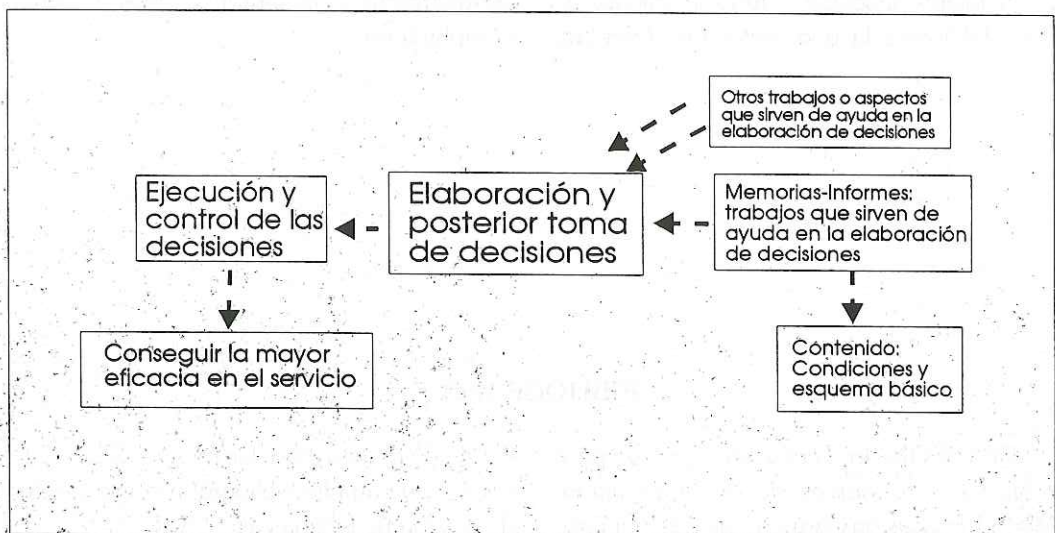 Otros trabajos o aspectos
que sirven de ayuda en la
elaboración de decisiones
Ejecución y
control de las
decisiones
Elaboración y
posterior toma
de decisiones
Memorias-Informes:
trabajos que sirven de
ayuda en la elaboración
de decisiones
Conseguir la mayor
eficacia en el servicio
Contenido:
Condiciones y
esquema básico